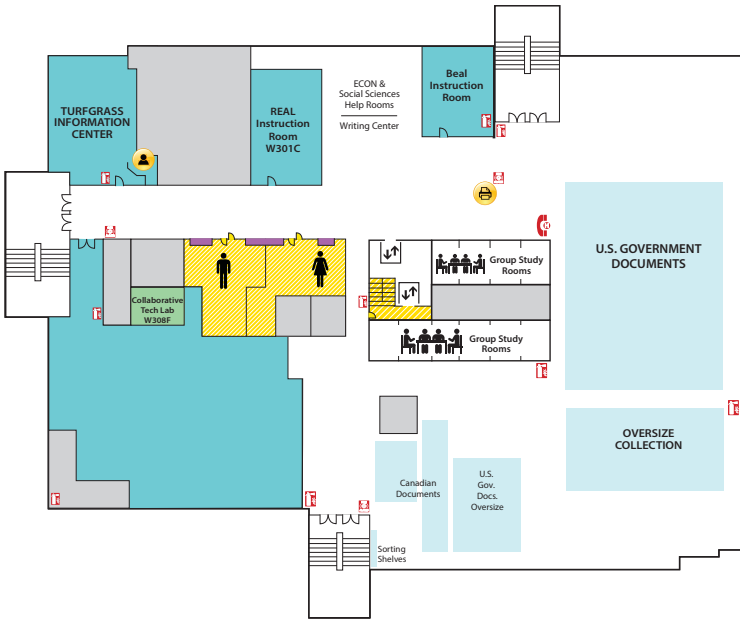 TURFGRASS
INFORMATION
CENTER
REAL
Instruction
Room
W301C
ECON &
Social Sciences
Help Rooms
Writing Center
Beal
Instruction
Room
U.S. GOVERNMENT
DOCUMENTS
Group Study
Rooms
Collaborative
Tech Lab
W308F
Group Study
Rooms
OVERSIZE
COLLECTION
Canadian
Documents
U.S.
Gov.
Docs.
Oversize
Sorting
Shelves